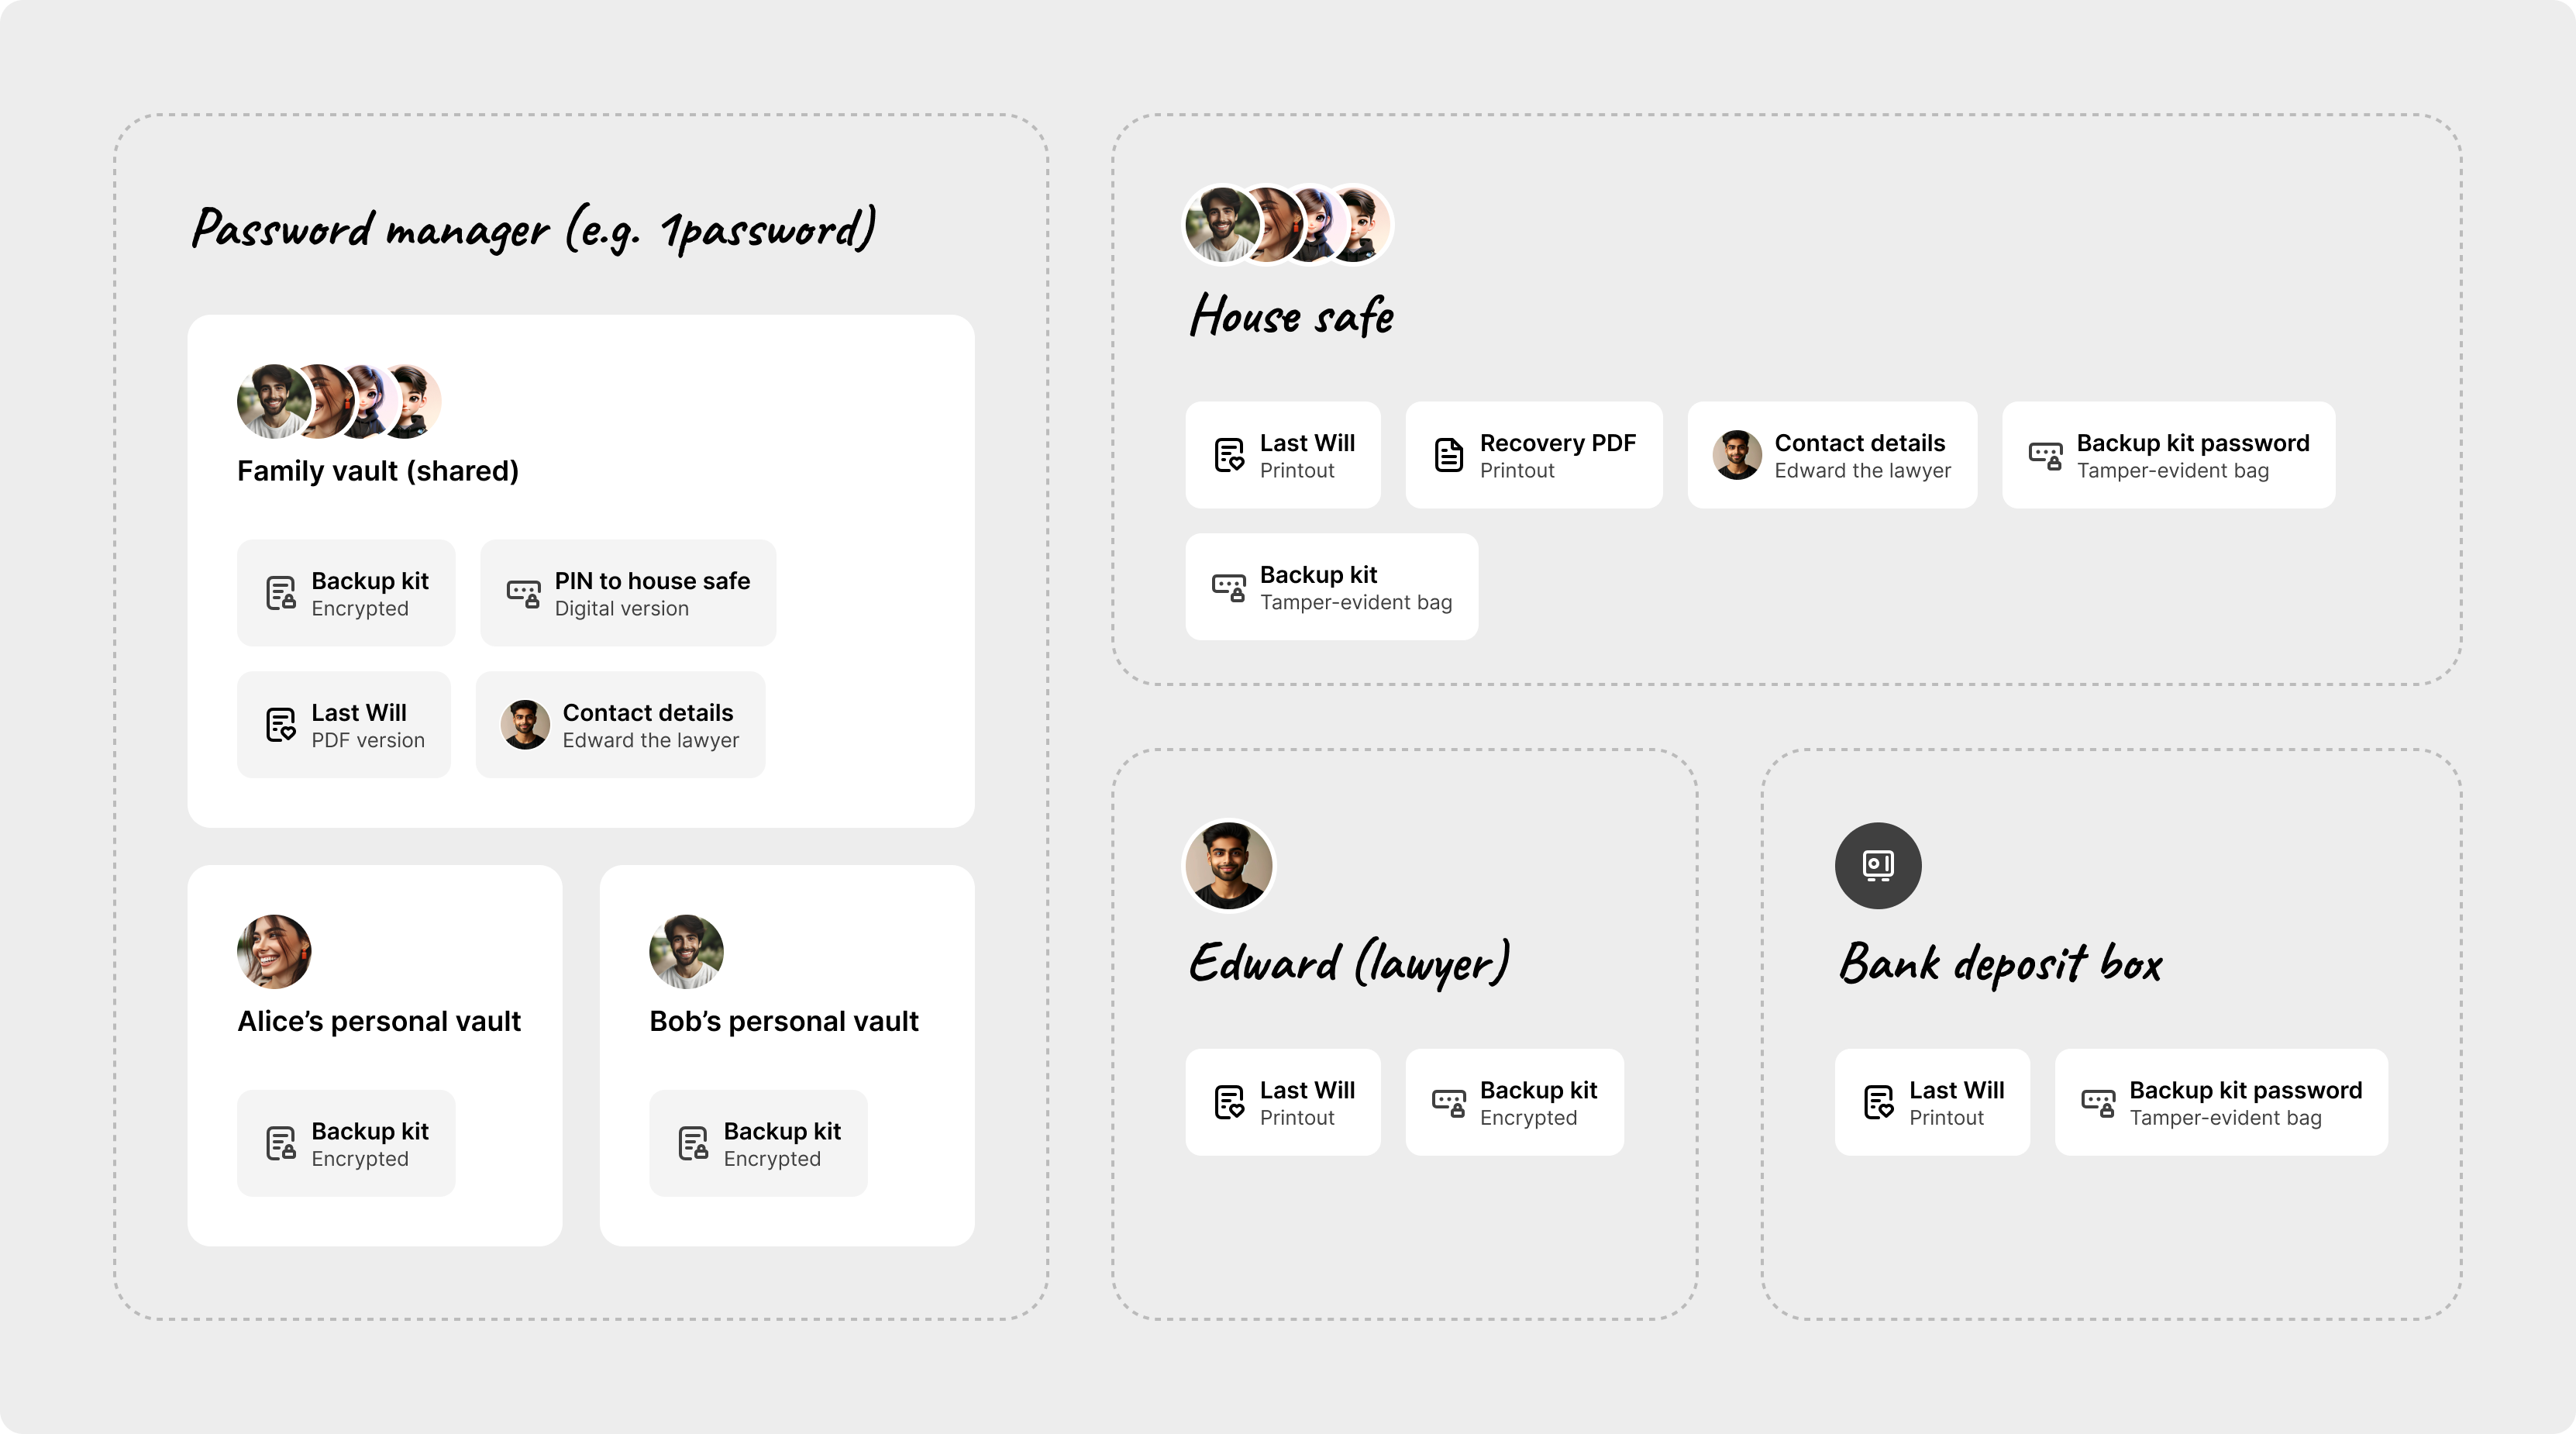 Password manager (e.g. 1password)
Family vault (shared)
Backup kit
Encrypted
PIN to house safe
Digital version
Last Will
PDF version
Contact details
Edward the lawyer
Alice’s personal vault
Backup kit
Encrypted
Bob’s personal vault
Backup kit
Encrypted
House safe
Last Will
Printout
Recovery PDF
Printout
Contact details
Edward the lawyer
Backup kit password
Tamper-evident bag
Backup kit
Tamper-evident bag
Edward (lawyer)
Last Will
Printout
Backup kit
Encrypted
Bank deposit box
Last Will
Printout
Backup kit password
Tamper-evident bag